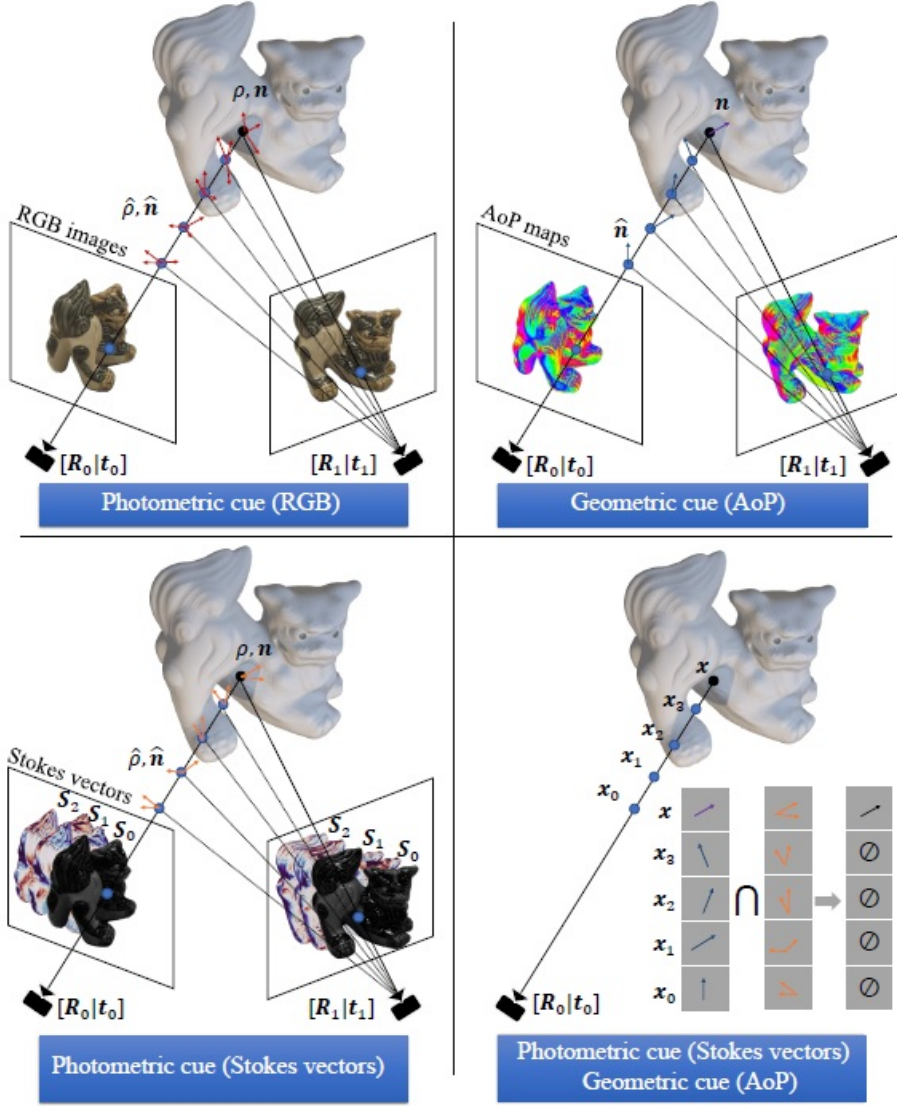 ρ, n
ρ̂, n̂
RGB images
[R₀|t₀]
[R₁|t₁]
Photometric cue (RGB)
n
n̂
AoP maps
[R₀|t₀]
[R₁|t₁]
Geometric cue (AoP)
ρ, n
ρ̂, n̂
Stokes vectors
S₂ S₁ S₀
S₂ S₁ S₀
[R₀|t₀]
[R₁|t₁]
Photometric cue (Stokes vectors)
x
x₃
x₂
x₁
x₀
x
x₃ ∅
x₂ ∩ ∅
x₁ ∅
x₀ ∅
[R₀|t₀]
Photometric cue (Stokes vectors)
Geometric cue (AoP)